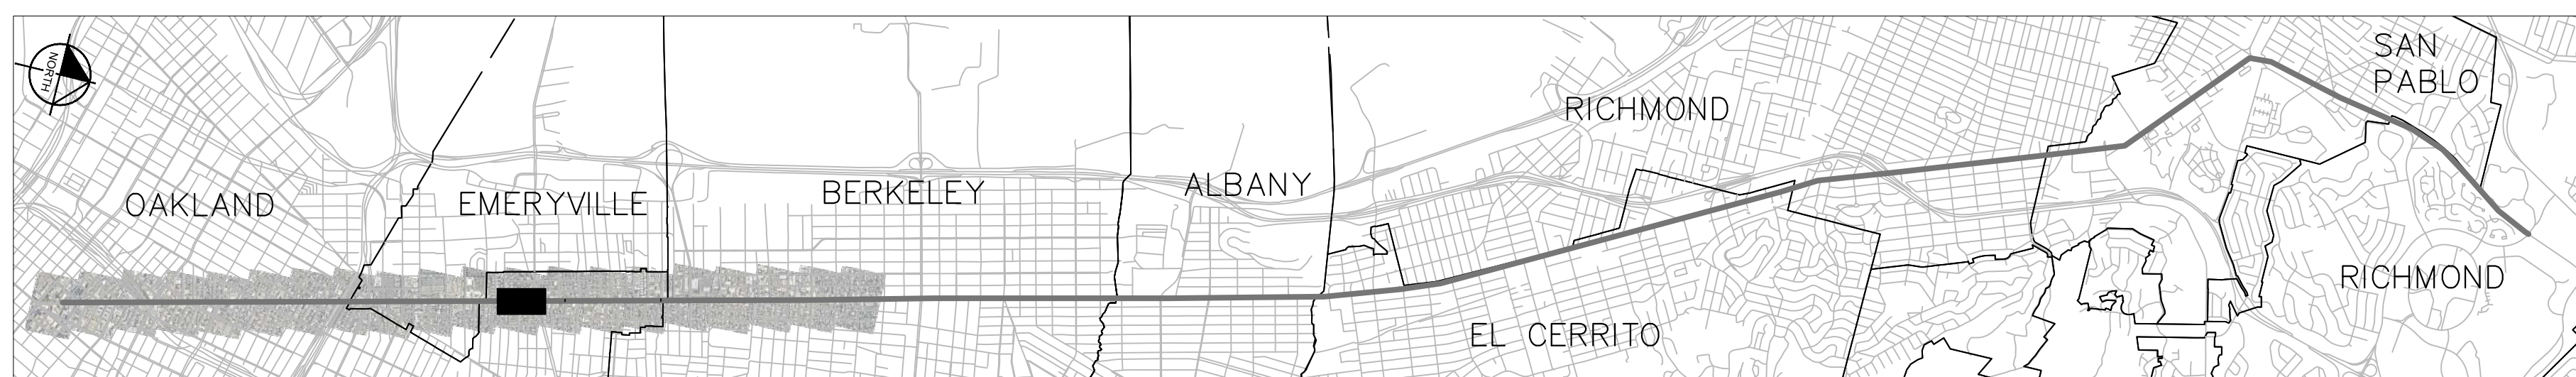 NORTH
OAKLAND
EMERYVILLE
BERKELEY
ALBANY
RICHMOND
EL CERRITO
SAN
PABLO
RICHMOND